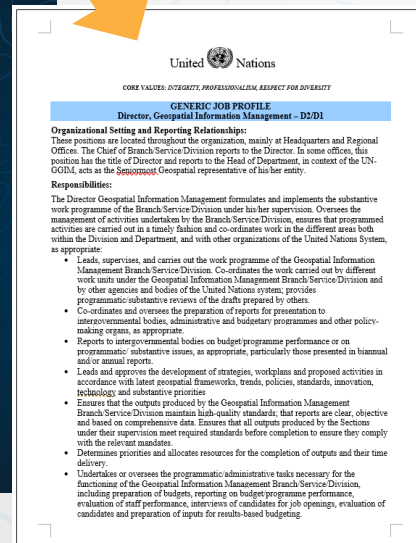 United Nations
CORE VALUES: INTEGRITY, PROFESSIONALISM, RESPECT FOR DIVERSITY
GENERIC JOB PROFILE
Director, Geospatial Information Management – D2/D1
Organizational Setting and Reporting Relationships:
These positions are located throughout the organization, mainly at Headquarters and Regional
Offices. The Chief of Branch/Service/Division reports to the Director. In some offices, this
position has the title of Director and reports to the Head of Department, in context of the UN-
GGIM, acts as the Seniormost Geospatial representative of his/her entity.
Responsibilities:
The Director Geospatial Information Management formulates and implements the substantive
work programme of the Branch/Service/Division under his/her supervision. Oversees the
management of activities undertaken by the Branch/Service/Division, ensures that programmed
activities are carried out in a timely fashion and co-ordinates work in the different areas both
within the Division and Department, and with other organizations of the United Nations System,
as appropriate:
• Leads, supervises, and carries out the work programme of the Geospatial Information
Management Branch/Service/Division. Co-ordinates the work carried out by different
work units under the Geospatial Information Management Branch/Service/Division and
by other agencies and bodies of the United Nations system; provides
programmatic/substantive reviews of the drafts prepared by others.
• Co-ordinates and oversees the preparation of reports for presentation to
intergovernmental bodies, administrative and budgetary programmes and other policy-
making organs, as appropriate.
• Reports to intergovernmental bodies on budget/programme performance or on
programmatic/ substantive issues, as appropriate, particularly those presented in biannual
and/or annual reports.
• Leads and approves the development of strategies, workplans and proposed activities in
accordance with latest geospatial frameworks, trends, policies, standards, innovation,
technology and substantive priorities
• Ensures that the outputs produced by the Geospatial Information Management
Branch/Service/Division maintain high-quality standards; that reports are clear, objective
and based on comprehensive data. Ensures that all outputs produced by the Sections
under their supervision meet required standards before completion to ensure they comply
with the relevant mandates.
• Determines priorities and allocates resources for the completion of outputs and their time
delivery.
• Undertakes or oversees the programmatic/administrative tasks necessary for the
functioning of the Geospatial Information Management Branch/Service/Division,
including preparation of budgets, reporting on budget/programme performance,
evaluation of staff performance, interviews of candidates for job openings, evaluation of
candidates and preparation of inputs for results-based budgeting.